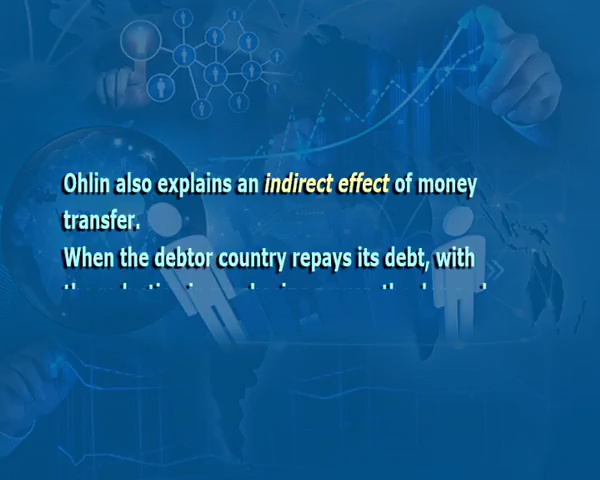 Ohlin also explains an indirect effect of money
transfer.
When the debtor country repays its debt, with